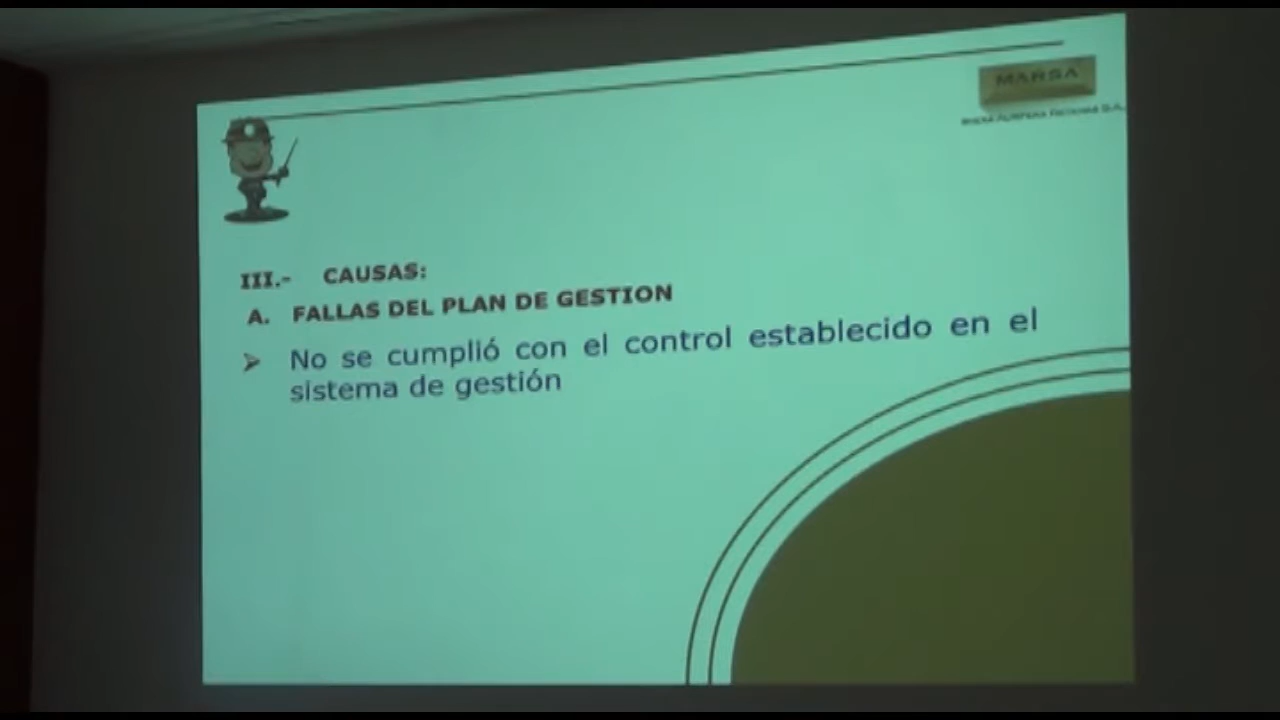 MARSA
III.- CAUSAS:
A. FALLAS DEL PLAN DE GESTION
No se cumplió con el control establecido en el
sistema de gestión